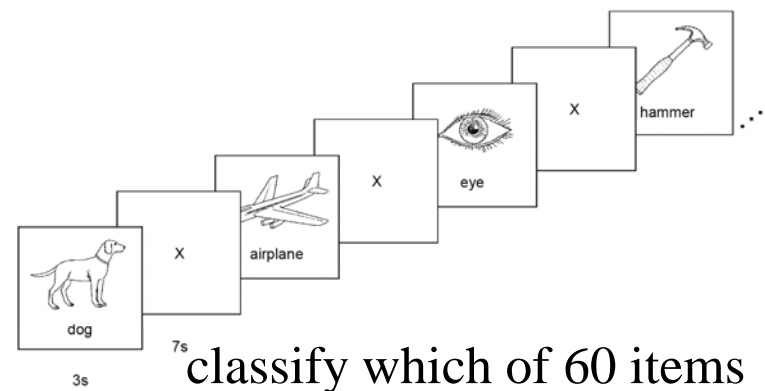 dog
3s
X
7s
airplane
X
eye
X
hammer
...
classify which of 60 items